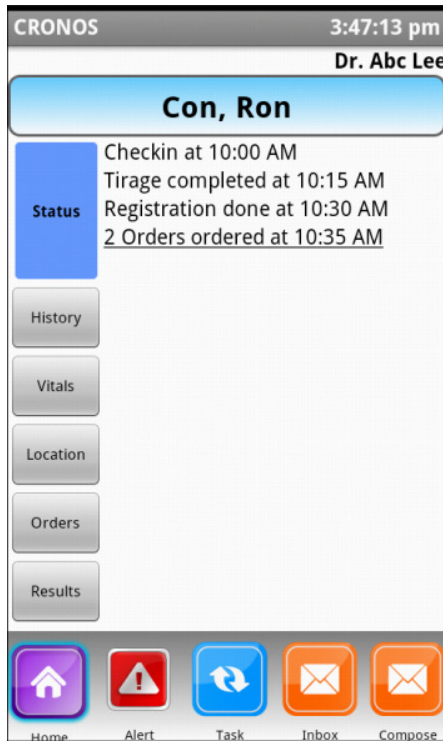 CRONOS 3:47:13 pm
Dr. Abc Lee
Con, Ron
Status
Checkin at 10:00 AM
Tirage completed at 10:15 AM
Registration done at 10:30 AM
2 Orders ordered at 10:35 AM
History
Vitals
Location
Orders
Results
Home Alert Task Inbox Compose